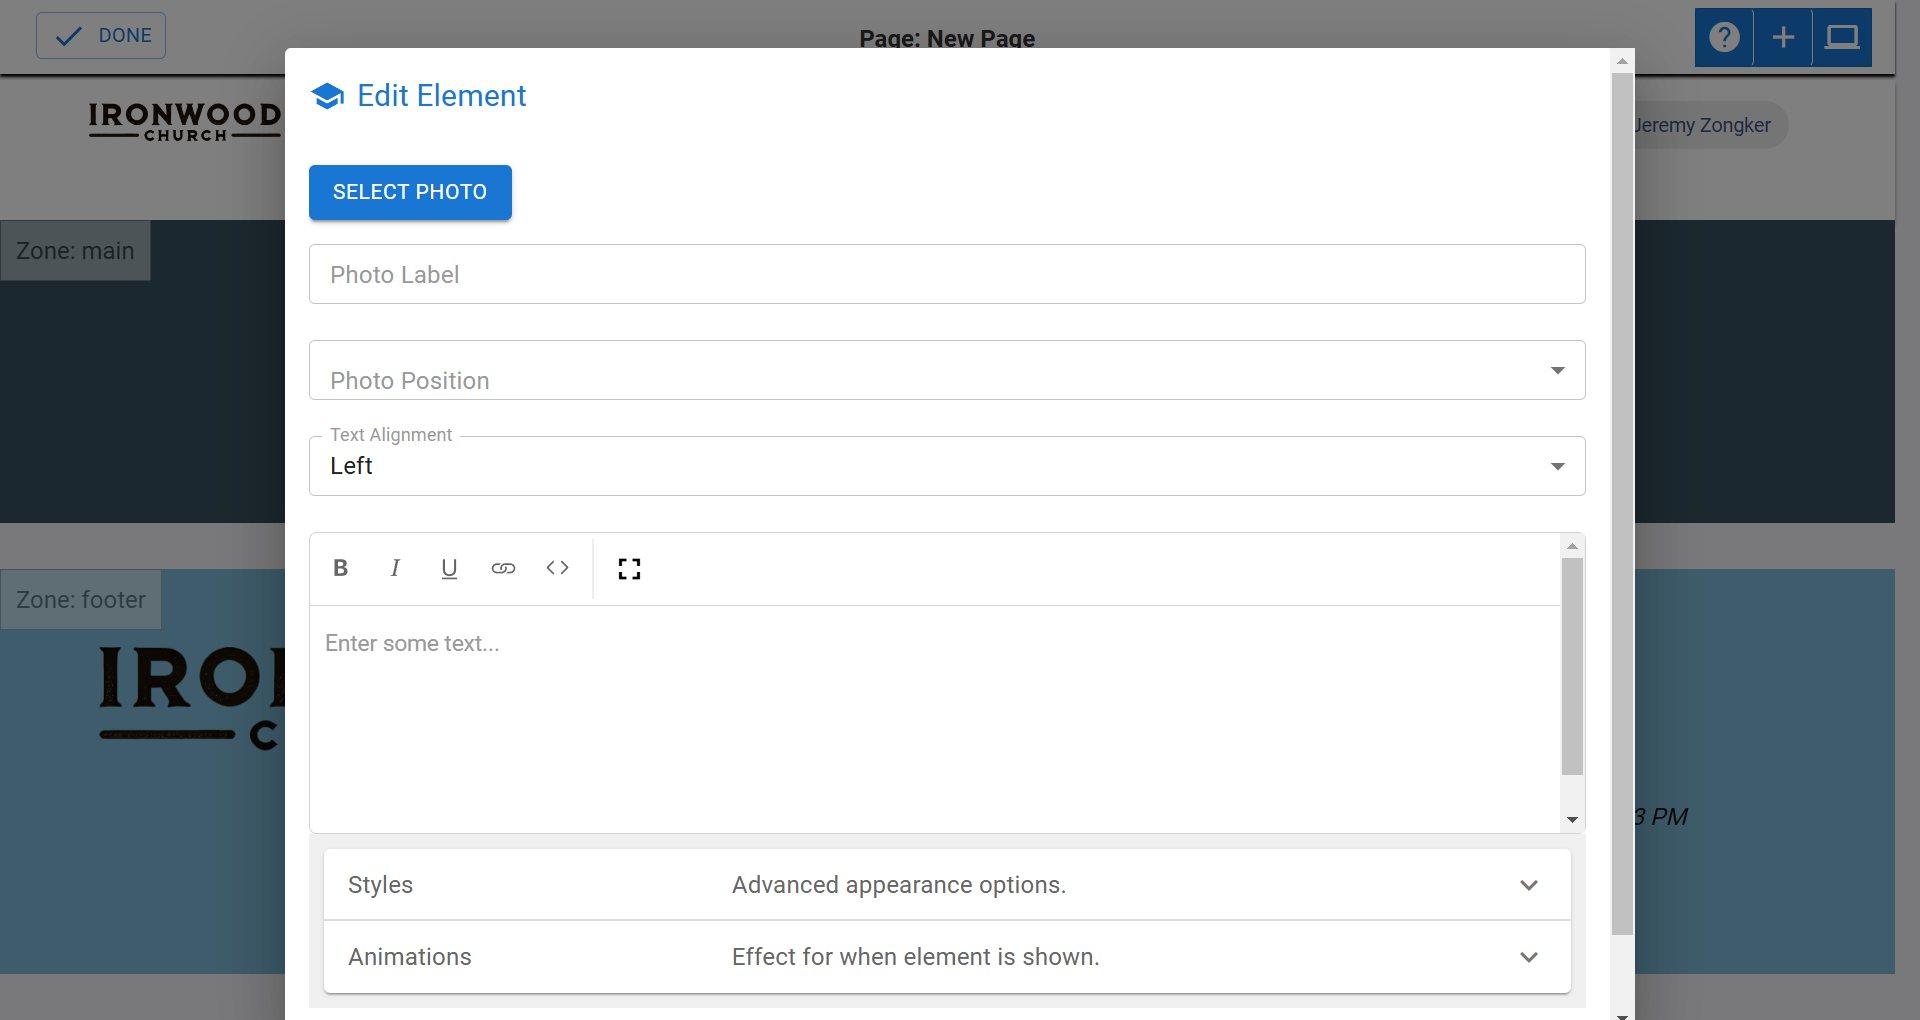 DONE
Page: New Page
IRONWOOD
CHURCH
Jeremy Zongker
Edit Element
SELECT PHOTO
Zone: main
Photo Label
Photo Position
Text Alignment
Left
B I U
Enter some text...
Zone: footer
IRO
C
3 PM
Styles Advanced appearance options.
Animations Effect for when element is shown.